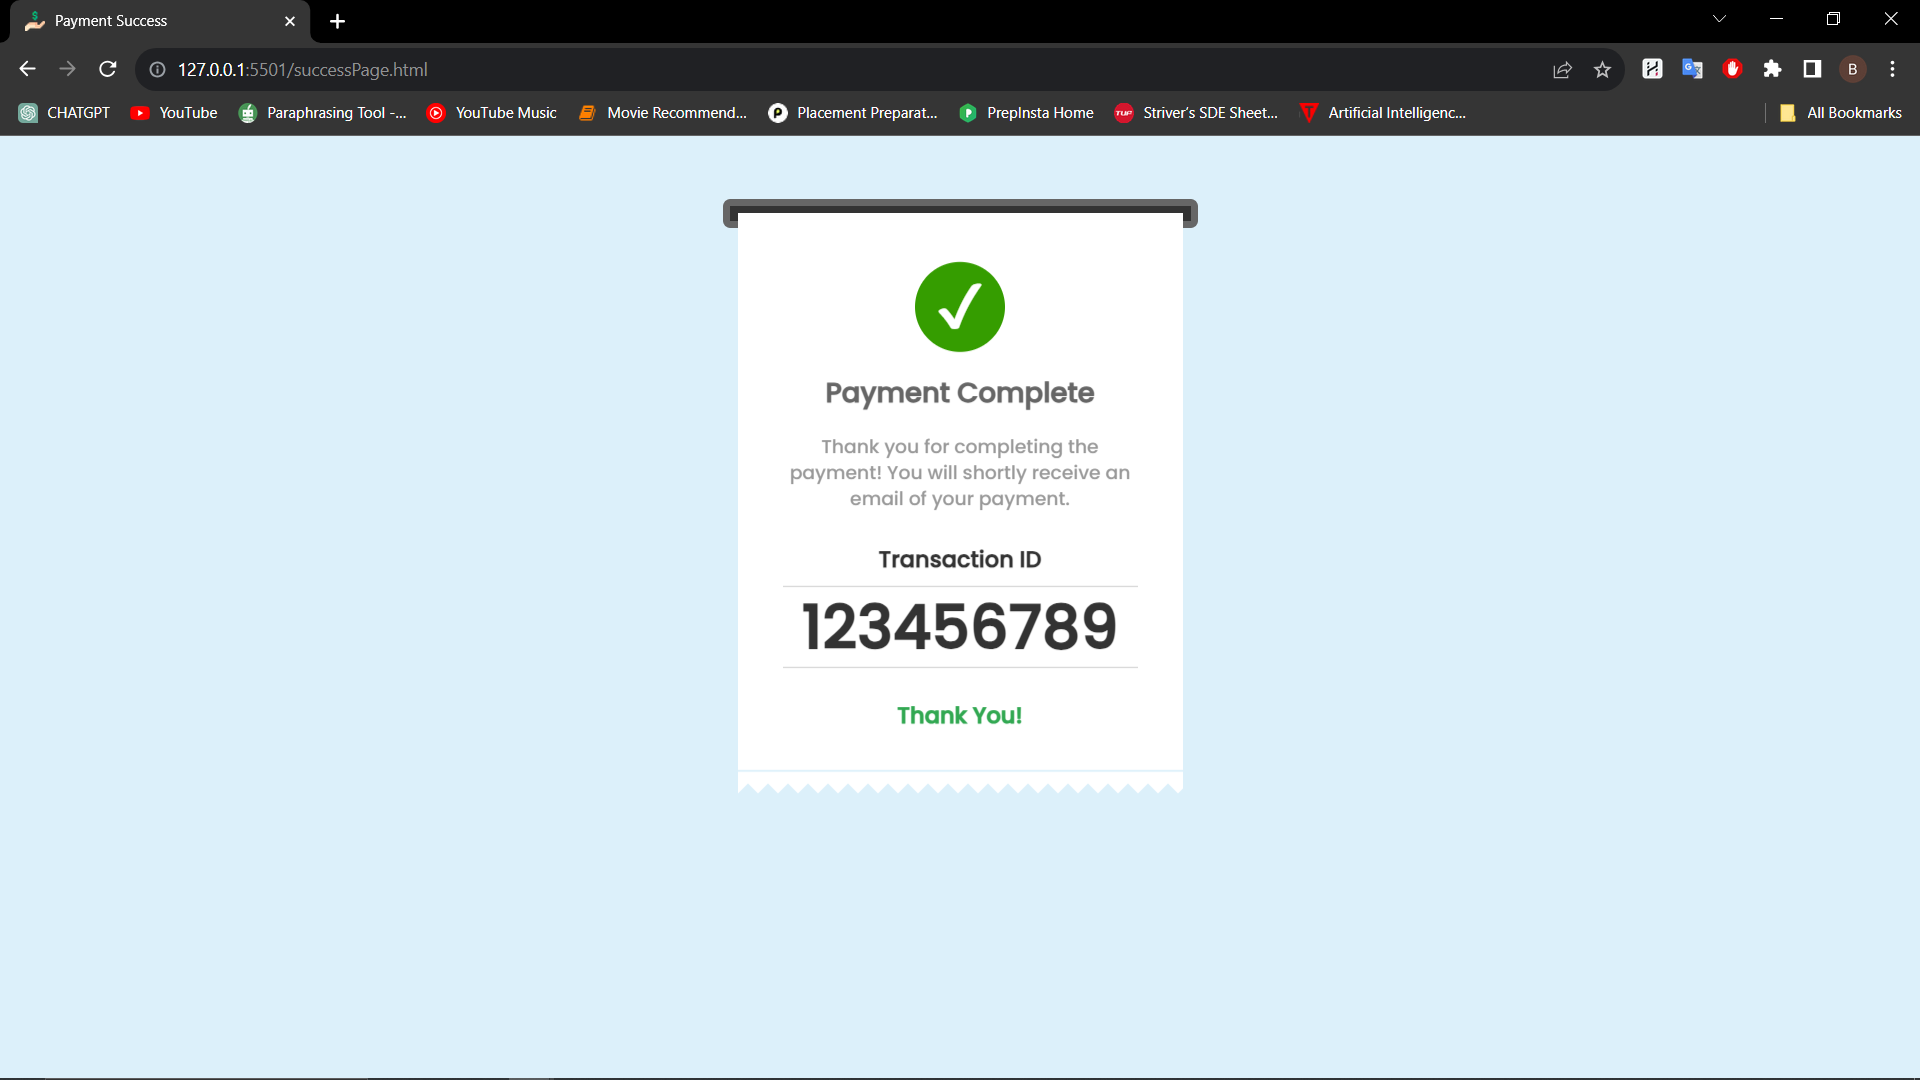 Payment Success
127.0.0.1:5501/successPage.html
B
CHATGPT YouTube Paraphrasing Tool -... YouTube Music Movie Recommend... Placement Preparat... PrepInsta Home TUF Striver’s SDE Sheet... Artificial Intelligenc... All Bookmarks
Payment Complete
Thank you for completing the
payment! You will shortly receive an
email of your payment.
Transaction ID
123456789
Thank You!